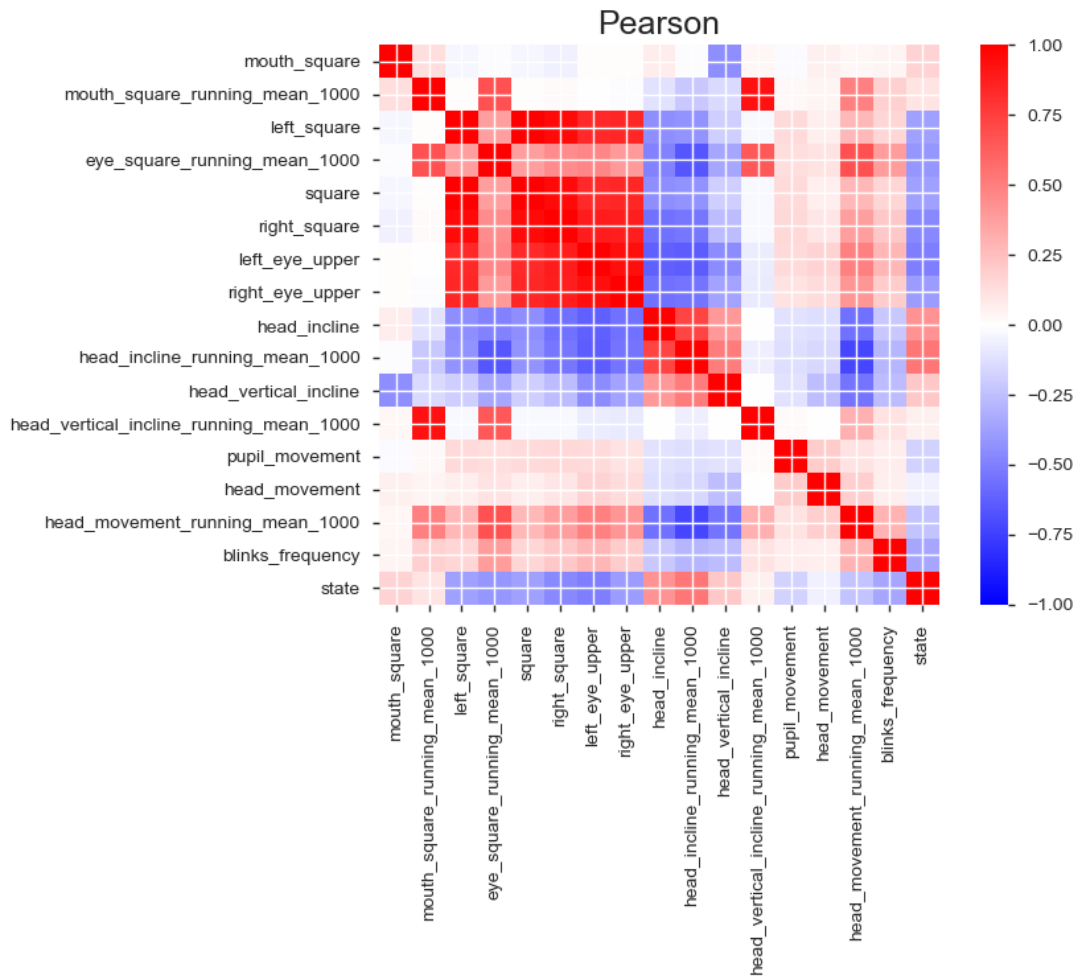 Pearson
mouth_square
mouth_square_running_mean_1000
left_square
eye_square_running_mean_1000
square
right_square
left_eye_upper
right_eye_upper
head_incline
head_incline_running_mean_1000
head_vertical_incline
head_vertical_incline_running_mean_1000
pupil_movement
head_movement
head_movement_running_mean_1000
blinks_frequency
state
mouth_square
mouth_square_running_mean_1000
left_square
eye_square_running_mean_1000
square
right_square
left_eye_upper
right_eye_upper
head_incline
head_incline_running_mean_1000
head_vertical_incline
head_vertical_incline_running_mean_1000
pupil_movement
head_movement
head_movement_running_mean_1000
blinks_frequency
state
1.00
0.75
0.50
0.25
0.00
−0.25
−0.50
−0.75
−1.00